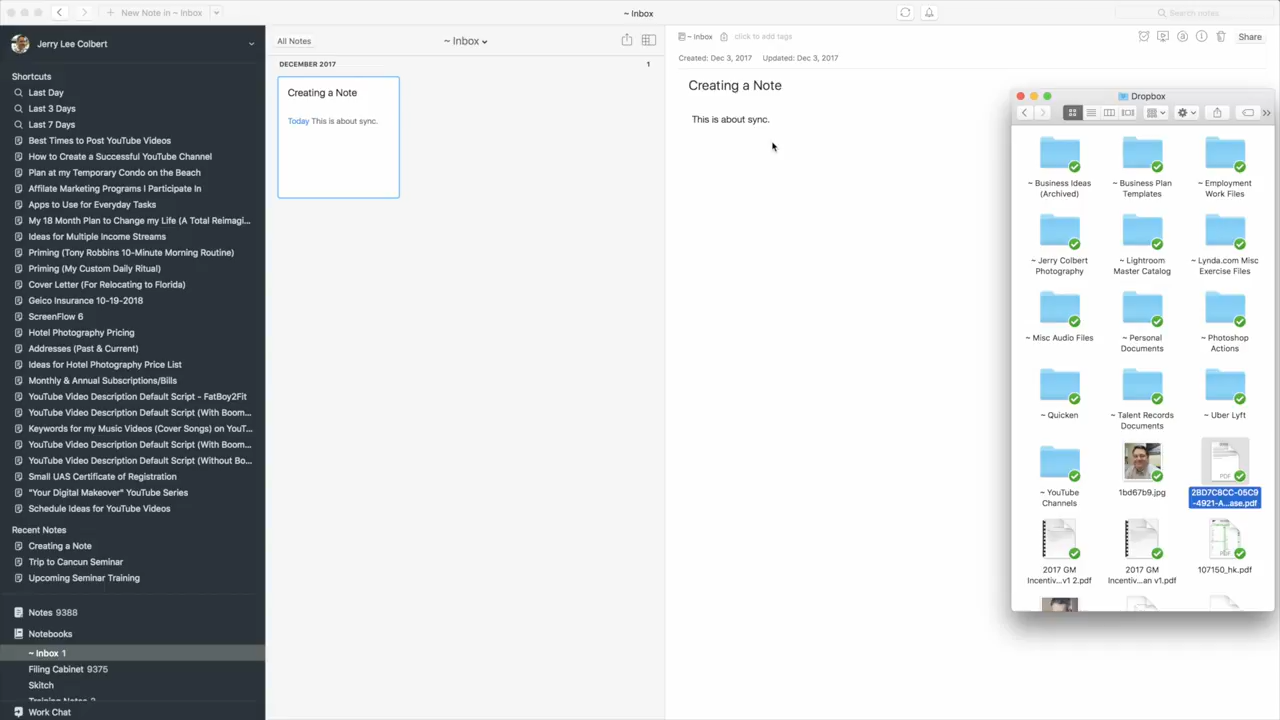 New Note in ~ Inbox
~ Inbox
Search notes
Jerry Lee Colbert
Shortcuts
Last Day
Last 3 Days
Last 7 Days
Best Times to Post YouTube Videos
How to Create a Successful YouTube Channel
Plan at my Temporary Condo on the Beach
Affilate Marketing Programs I Participate In
Apps to Use for Everyday Tasks
My 18 Month Plan to Change my Life (A Total Reimagi...
Ideas for Multiple Income Streams
Priming (Tony Robbins 10-Minute Morning Routine)
Priming (My Custom Daily Ritual)
Cover Letter (For Relocating to Florida)
Geico Insurance 10-19-2018
ScreenFlow 6
Hotel Photography Pricing
Addresses (Past & Current)
Ideas for Hotel Photography Price List
Monthly & Annual Subscriptions/Bills
YouTube Video Description Default Script - FatBoy2Fit
YouTube Video Description Default Script (With Boom...
Keywords for my Music Videos (Cover Songs) on YouT...
YouTube Video Description Default Script (With Boom...
YouTube Video Description Default Script (Without Bo...
Small UAS Certificate of Registration
"Your Digital Makeover" YouTube Series
Schedule Ideas for YouTube Videos
Recent Notes
Creating a Note
Trip to Cancun Seminar
Upcoming Seminar Training
Notes 9388
Notebooks
~ Inbox 1
Filing Cabinet 9375
Skitch
Training Notes 2
Work Chat
All Notes
~ Inbox
DECEMBER 2017 1
Creating a Note
Today This is about sync.
~ Inbox click to add tags
Share
Created: Dec 3, 2017 Updated: Dec 3, 2017
Creating a Note
This is about sync.
Dropbox
~ Business Ideas
(Archived)
~ Business Plan
Templates
~ Employment
Work Files
~ Jerry Colbert
Photography
~ Lightroom
Master Catalog
~ Lynda.com Misc
Exercise Files
~ Misc Audio Files
~ Personal
Documents
~ Photoshop
Actions
~ Quicken
~ Talent Records
Documents
~ Uber Lyft
~ YouTube
Channels
1bd67b9.jpg
PDF
2BD7C8CC-05C9
-4921-A...ase.pdf
2017 GM
Incentiv...v1 2.pdf
2017 GM
Incentiv...an v1.pdf
PDF
107150_hk.pdf